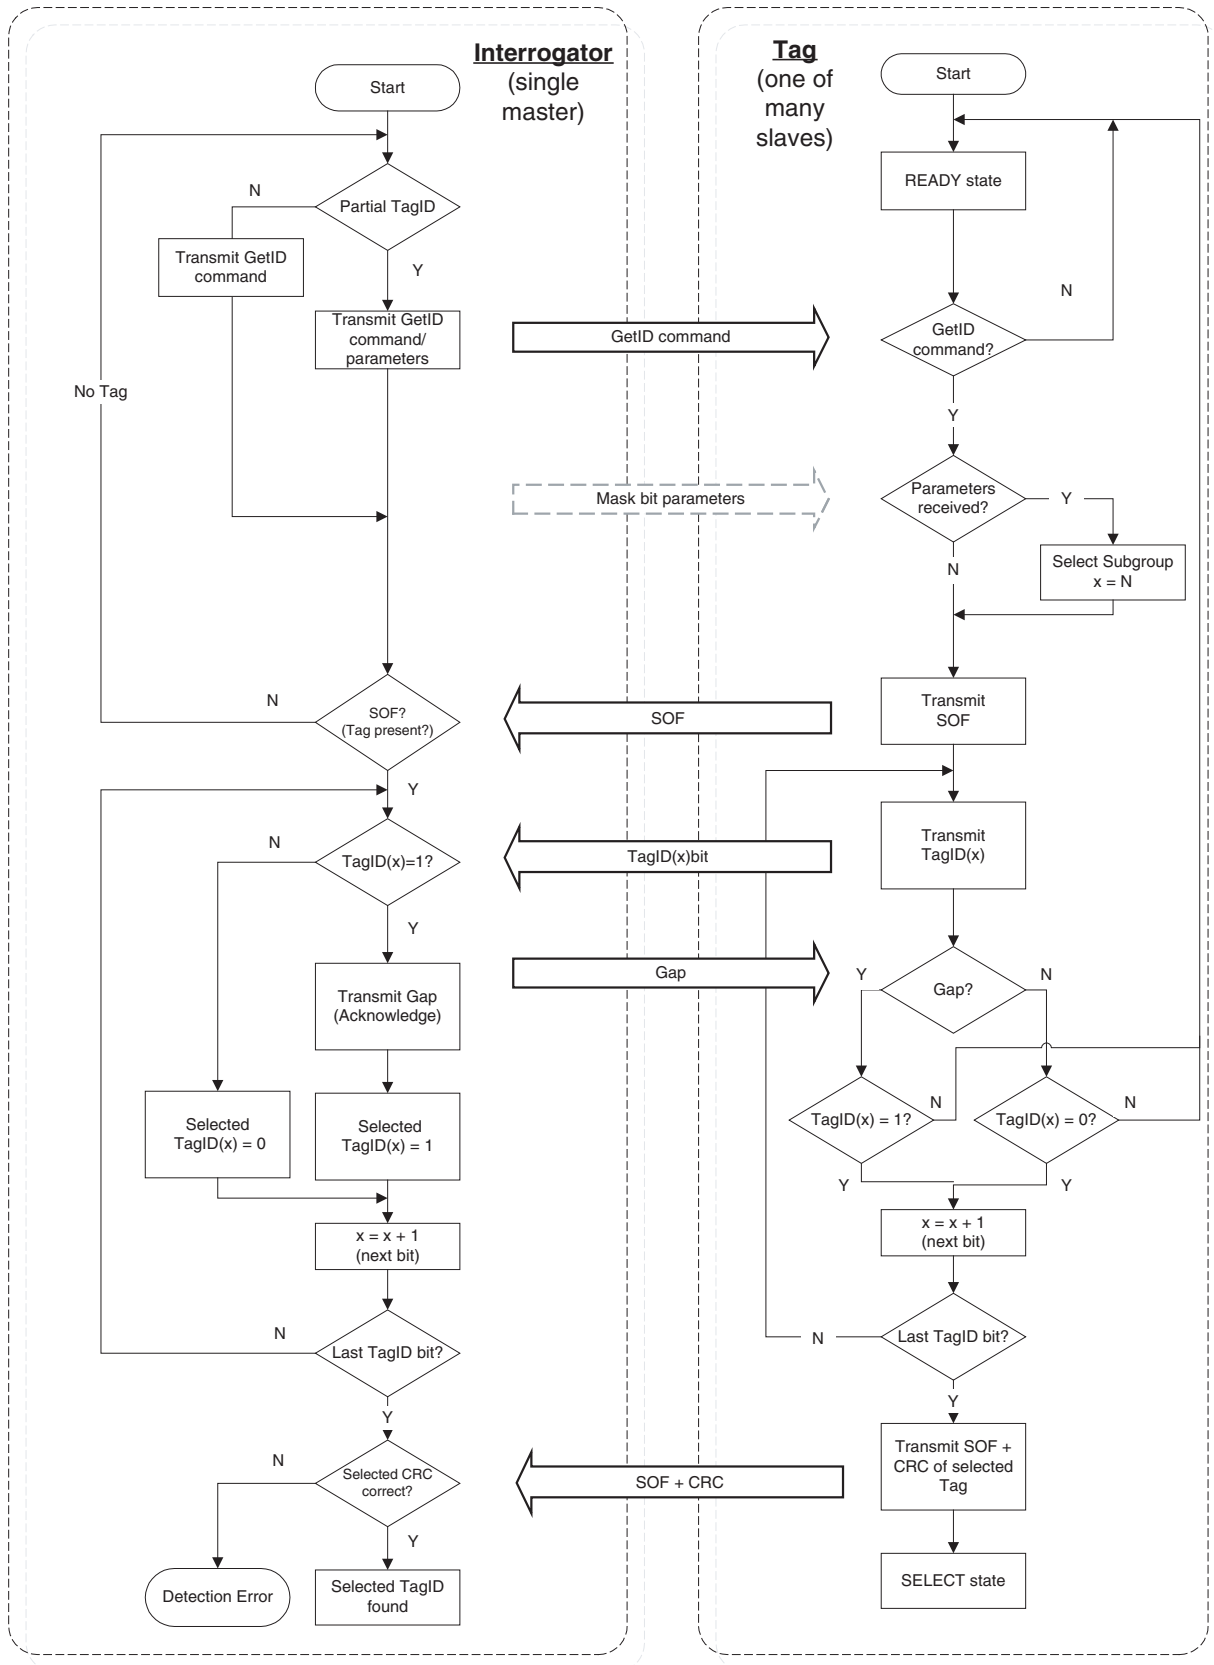 Interrogator
(single
master)
Start
Partial TagID
N
Y
Transmit GetID
command
Transmit GetID
command/
parameters
No Tag
SOF?
(Tag present?)
N
Y
TagID(x)=1?
N
Y
Transmit Gap
(Acknowledge)
Selected
TagID(x) = 0
Selected
TagID(x) = 1
x = x + 1
(next bit)
Last TagID bit?
N
Y
Selected CRC
correct?
N
Y
Detection Error
Selected TagID
found
GetID command
Mask bit parameters
SOF
TagID(x)bit
Gap
SOF + CRC
Tag
(one of
many
slaves)
Start
READY state
GetID
command?
N
Y
Parameters
received?
Y
N
Select Subgroup
x = N
Transmit
SOF
Transmit
TagID(x)
Gap?
Y
N
TagID(x) = 1?
N
TagID(x) = 0?
N
Y
Y
x = x + 1
(next bit)
Last TagID bit?
N
Y
Transmit SOF +
CRC of selected
Tag
SELECT state